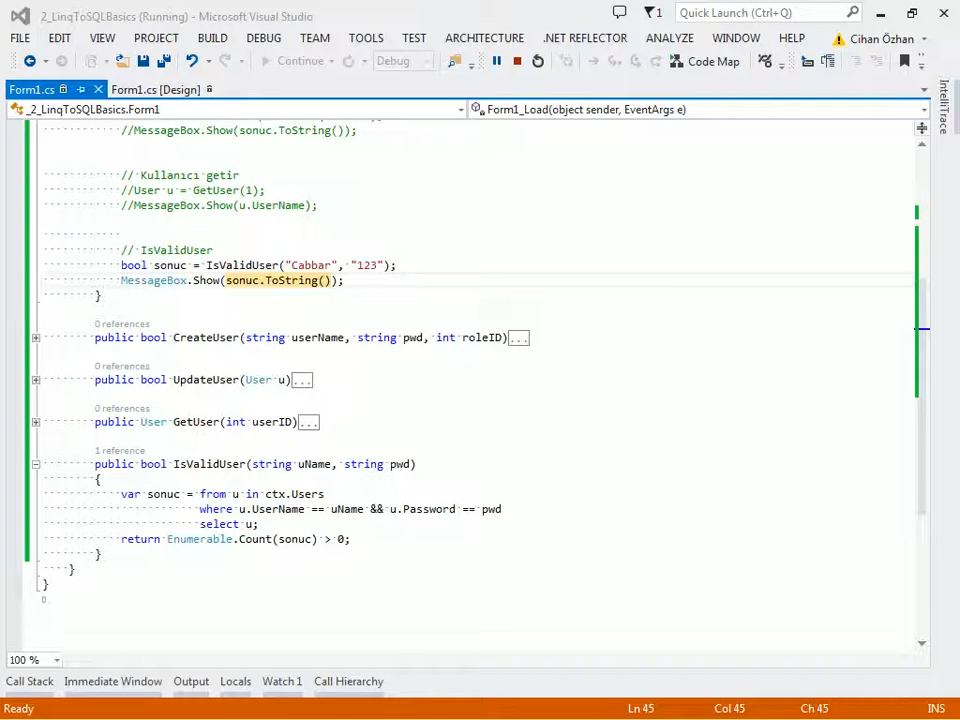 2_LinqToSQLBasics (Running) - Microsoft Visual Studio
1
Quick Launch (Ctrl+Q)
FILE EDIT VIEW PROJECT BUILD DEBUG TEAM TOOLS TEST ARCHITECTURE .NET REFLECTOR ANALYZE WINDOW HELP Cihan Özhan
Continue Debug Code Map
Form1.cs Form1.cs [Design]
_2_LinqToSQLBasics.Form1 Form1_Load(object sender, EventArgs e)
IntelliTrace
//MessageBox.Show(sonuc.ToString());
// Kullanıcı getir
//User u = GetUser(1);
//MessageBox.Show(u.UserName);
// IsValidUser
bool sonuc = IsValidUser("Cabbar", "123");
MessageBox.Show(sonuc.ToString());
}
0 references
public bool CreateUser(string userName, string pwd, int roleID)...
0 references
public bool UpdateUser(User u)...
0 references
public User GetUser(int userID)...
1 reference
public bool IsValidUser(string uName, string pwd)
{
var sonuc = from u in ctx.Users
where u.UserName == uName && u.Password == pwd
select u;
return Enumerable.Count(sonuc) > 0;
}
}
}
100 %
Call Stack Immediate Window Output Locals Watch 1 Call Hierarchy
Ready Ln 45 Col 45 Ch 45 INS